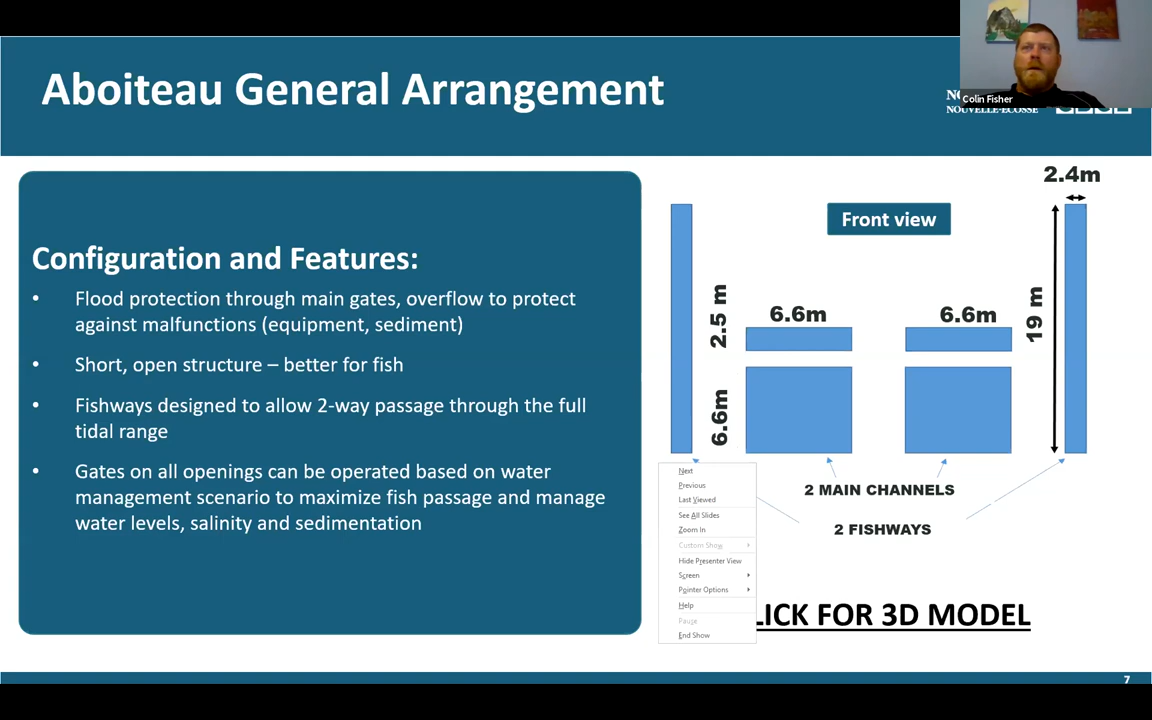 Aboiteau General Arrangement
Colin Fisher
NOUVELLE-ÉCOSSE
Configuration and Features:
• Flood protection through main gates, overflow to protect
against malfunctions (equipment, sediment)
• Short, open structure – better for fish
• Fishways designed to allow 2-way passage through the full
tidal range
• Gates on all openings can be operated based on water
management scenario to maximize fish passage and manage
water levels, salinity and sedimentation
2.4m
Front view
2.5 m
6.6m
6.6m
19 m
6.6m
2 MAIN CHANNELS
2 FISHWAYS
Next
Previous
Last Viewed
See All Slides
Zoom In
Custom Show
Hide Presenter View
Screen
Pointer Options
Help
Pause
End Show
LICK FOR 3D MODEL
7